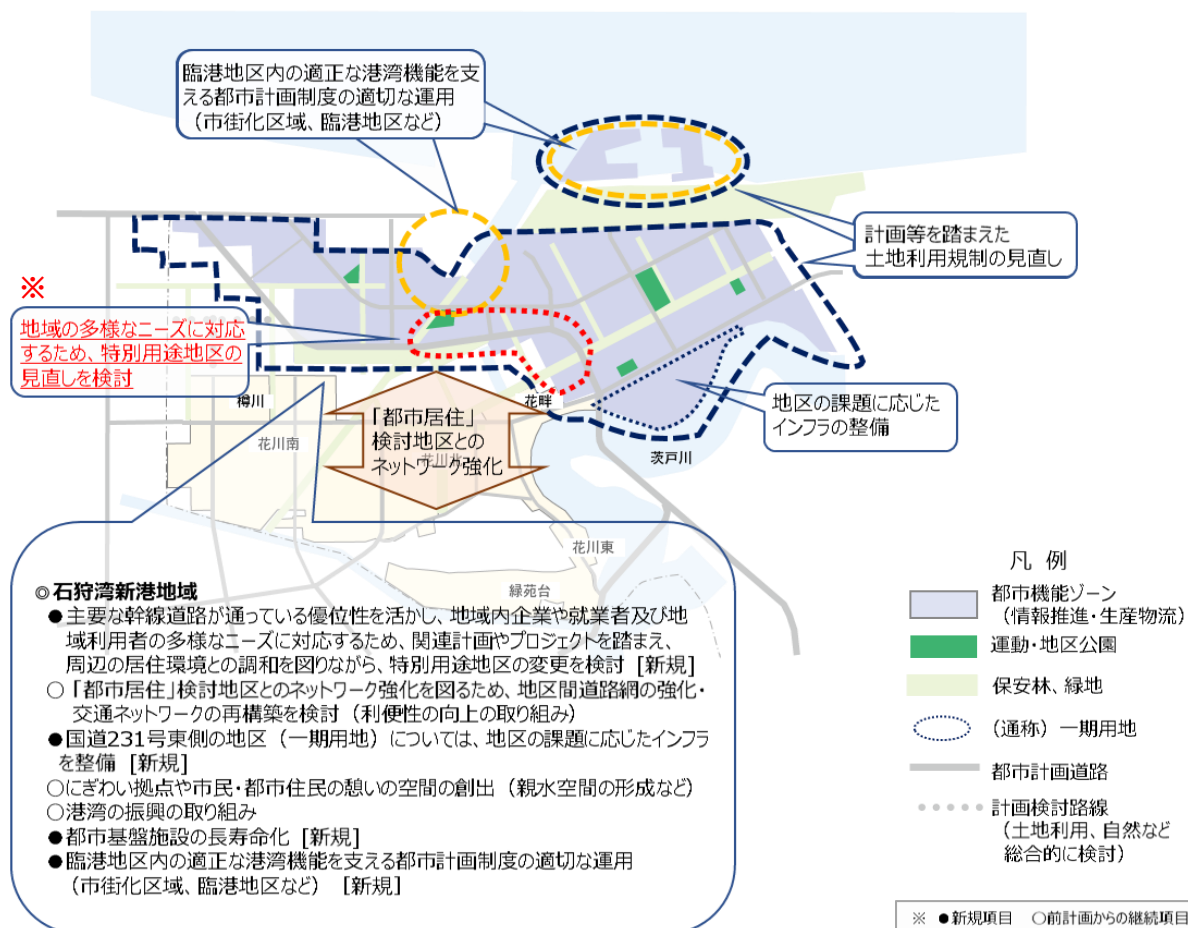 臨港地区内の適正な港湾機能を支
える都市計画制度の適切な運用
（市街化区域、臨港地区など）
計画等を踏まえた
土地利用規制の見直し
※
地域の多様なニーズに対応
するため、特別用途地区の
見直しを検討
樽川
花畔
地区の課題に応じた
インフラの整備
「都市居住」
検討地区との
ネットワーク強化
花川南
花川北
茨戸川
花川東
緑苑台
◎石狩湾新港地域
●主要な幹線道路が通っている優位性を活かし、地域内企業や就業者及び地
域利用者の多様なニーズに対応するため、関連計画やプロジェクトを踏まえ、
周辺の居住環境との調和を図りながら、特別用途地区の変更を検討 [新規]
○「都市居住」検討地区とのネットワーク強化を図るため、地区間道路網の強化・
交通ネットワークの再構築を検討（利便性の向上の取り組み）
●国道231号東側の地区（一期用地）については、地区の課題に応じたインフラ
を整備 [新規]
○にぎわい拠点や市民・都市住民の憩いの空間の創出（親水空間の形成など）
○港湾の振興の取り組み
●都市基盤施設の長寿命化 [新規]
●臨港地区内の適正な港湾機能を支える都市計画制度の適切な運用
（市街化区域、臨港地区など） [新規]
凡 例
都市機能ゾーン
（情報推進・生産物流）
運動・地区公園
保安林、緑地
（通称）一期用地
都市計画道路
計画検討路線
（土地利用、自然など
総合的に検討）
※ ●新規項目 ○前計画からの継続項目